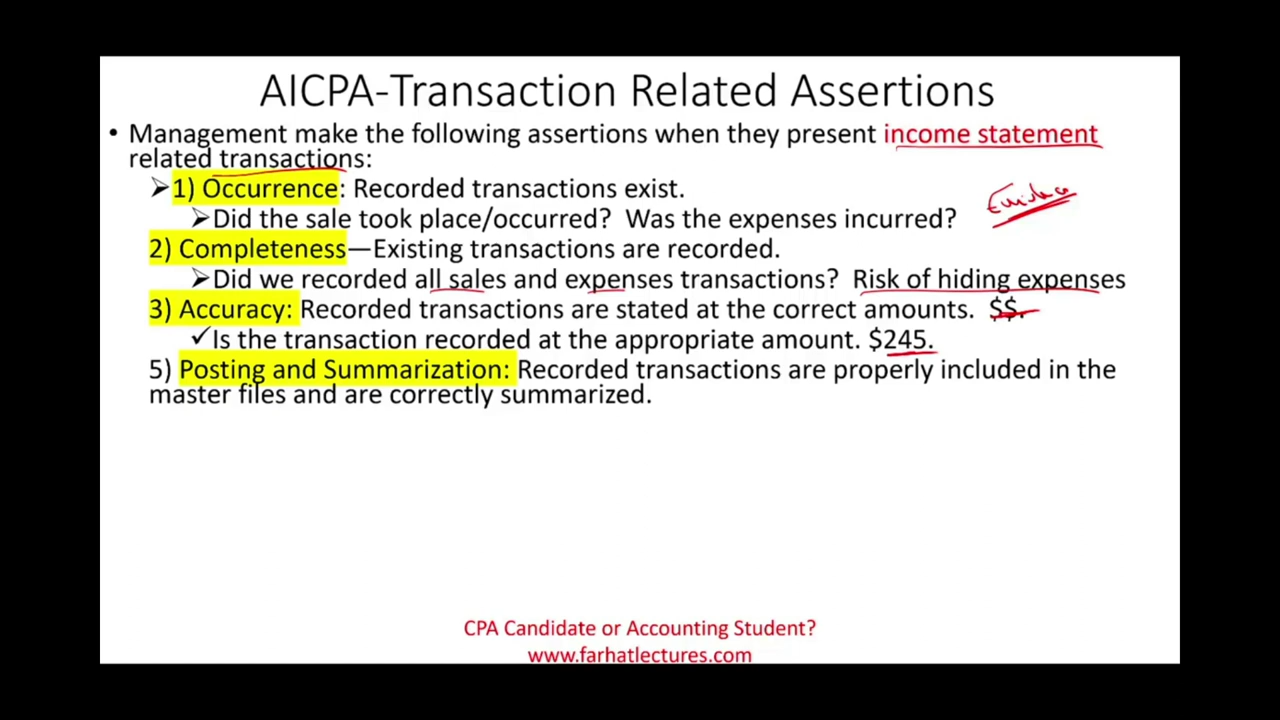 AICPA-Transaction Related Assertions
• Management make the following assertions when they present income statement
related transactions:
➢1) Occurrence: Recorded transactions exist.
➢Did the sale took place/occurred? Was the expenses incurred?
2) Completeness—Existing transactions are recorded.
➢Did we recorded all sales and expenses transactions? Risk of hiding expenses
3) Accuracy: Recorded transactions are stated at the correct amounts. $$.
✓Is the transaction recorded at the appropriate amount. $245.
5) Posting and Summarization: Recorded transactions are properly included in the
master files and are correctly summarized.
CPA Candidate or Accounting Student?
www.farhatlectures.com